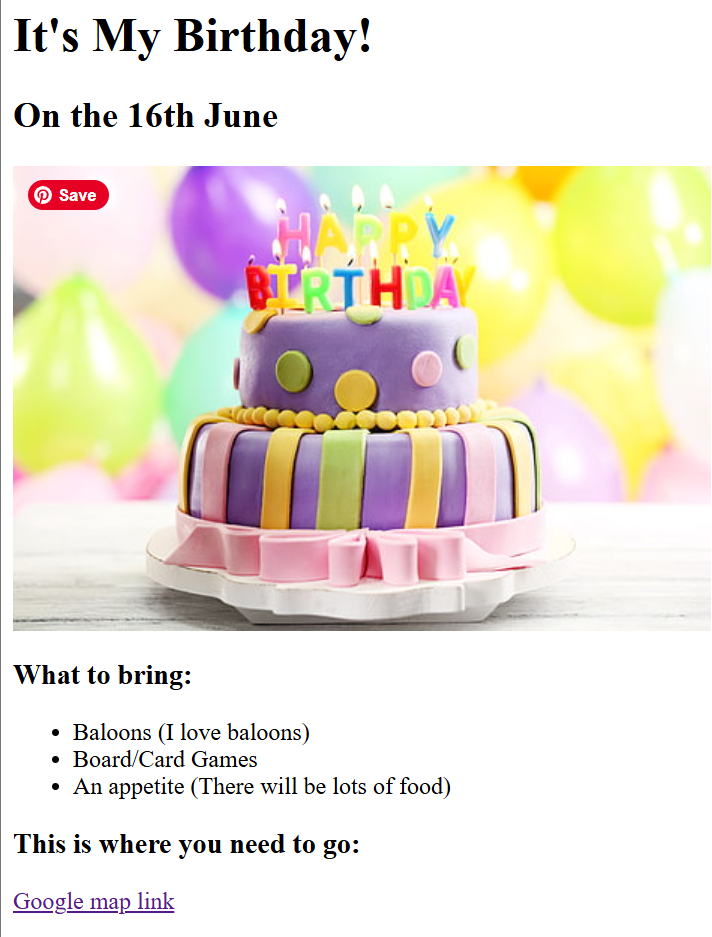 It's My Birthday!
On the 16th June
Save
HAPPY
BIRTHDAY
What to bring:
Baloons (I love baloons)
Board/Card Games
An appetite (There will be lots of food)
This is where you need to go:
Google map link